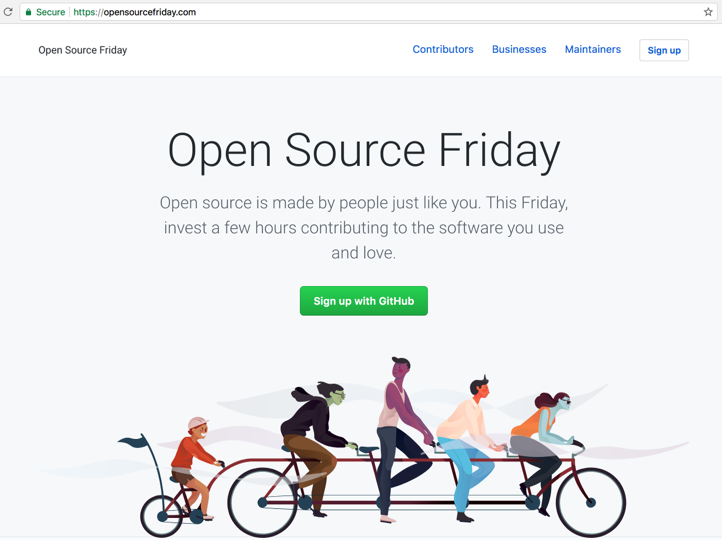 Secure https://opensourcefriday.com
Open Source Friday Contributors Businesses Maintainers Sign up
Open Source Friday
Open source is made by people just like you. This Friday,
invest a few hours contributing to the software you use
and love.
Sign up with GitHub